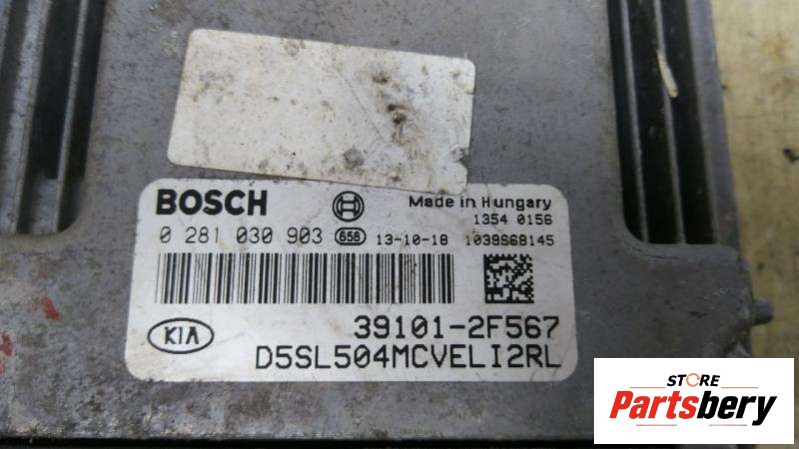 BOSCH Made in Hungary
1354 0156
0 281 030 903 656 13-10-18 1039S68145
KIA 39101-2F567
D5SL504MCVELI2RL
STORE
Partsbery